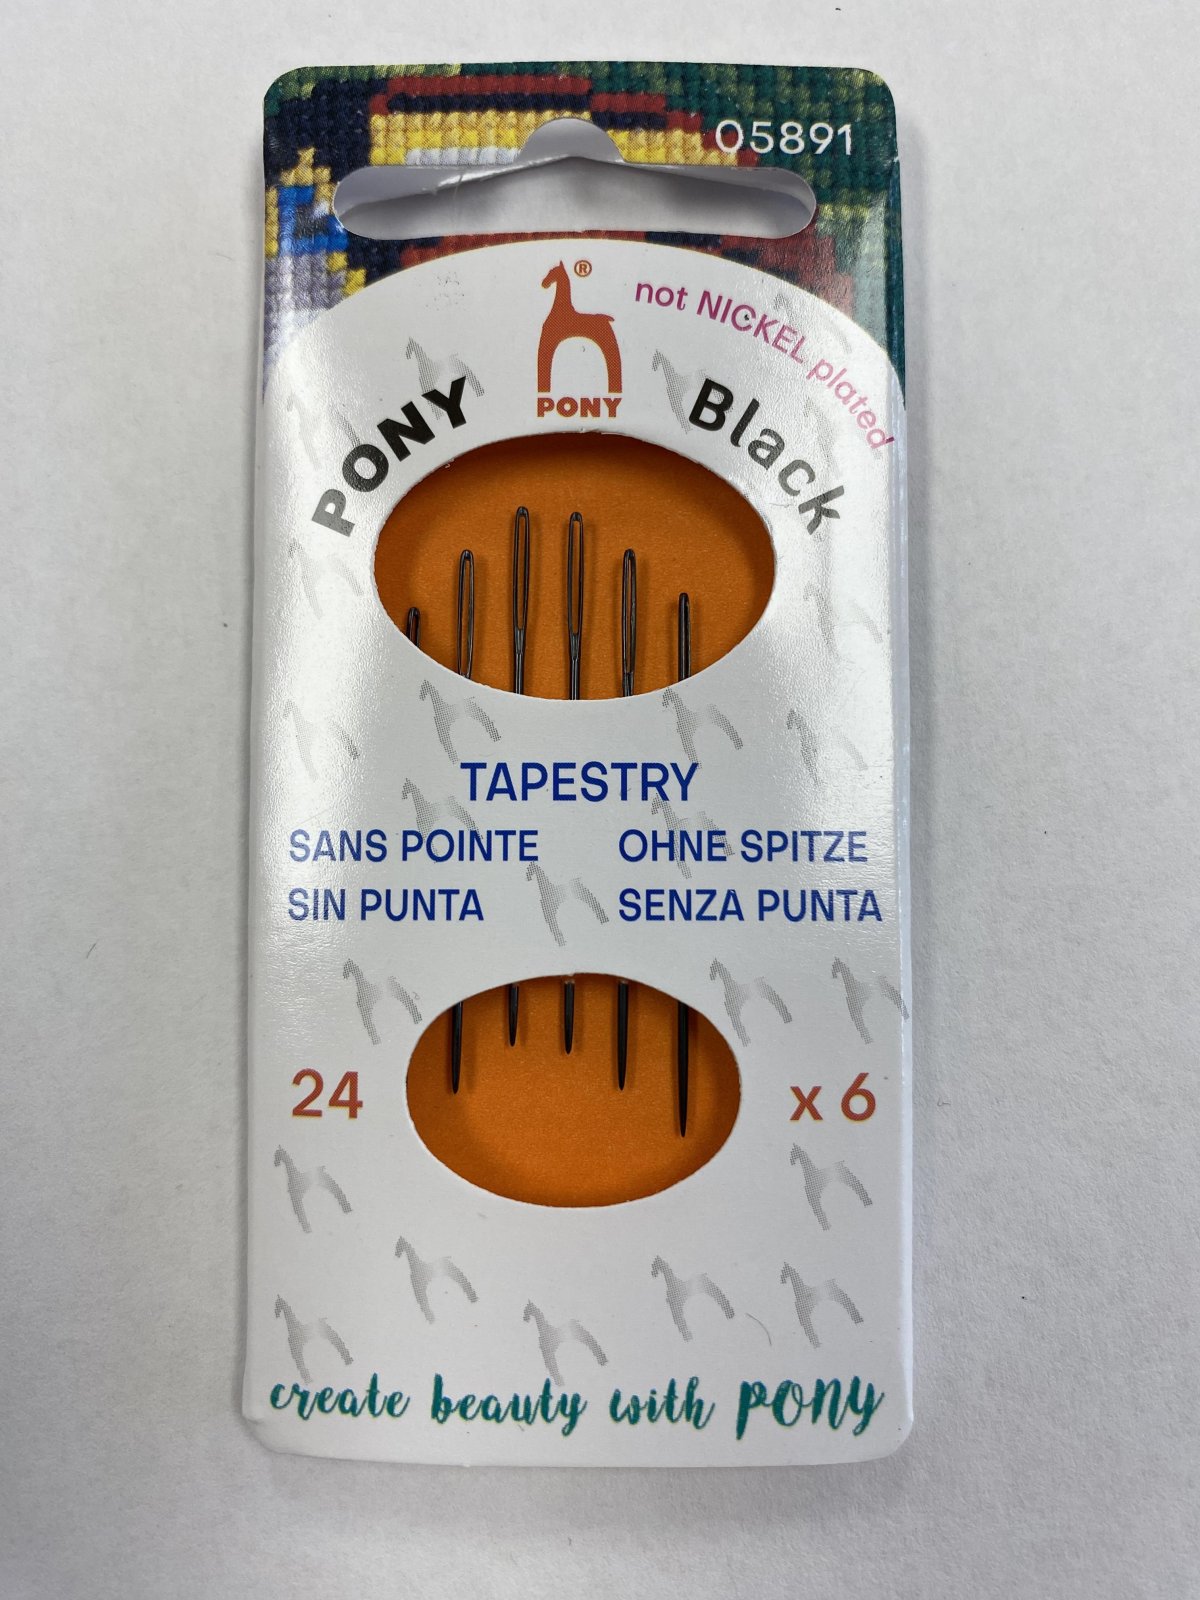 05891
®
PONY
not NICKEL plated
PONY Black
TAPESTRY
SANS POINTE OHNE SPITZE
SIN PUNTA SENZA PUNTA
24 x 6
create beauty with PONY